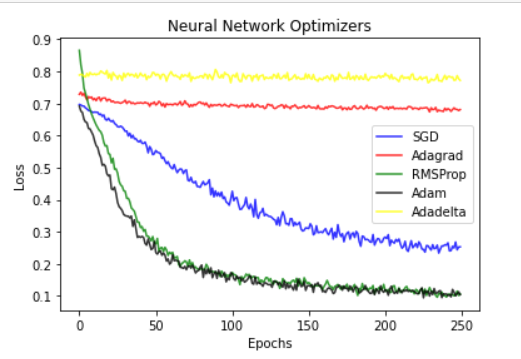 Neural Network Optimizers
0.9
0.8
0.7
0.6
0.5
0.4
0.3
0.2
0.1
Loss
SGD
Adagrad
RMSProp
Adam
Adadelta
0 50 100 150 200 250
Epochs